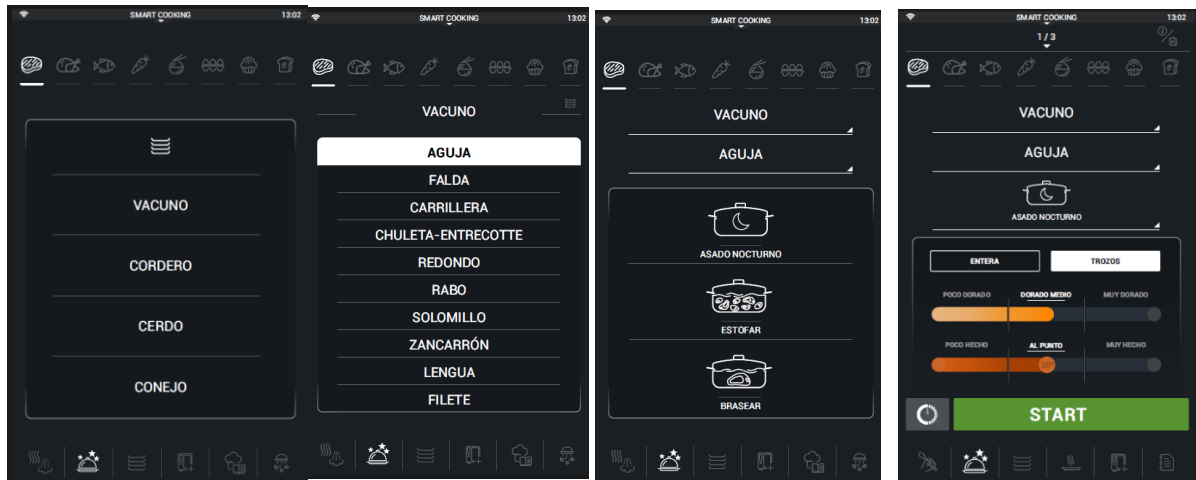 SMART COOKING 13:02
VACUNO
CORDERO
CERDO
CONEJO
SMART COOKING 13:02
VACUNO
AGUJA
FALDA
CARRILLERA
CHULETA-ENTRECOTTE
REDONDO
RABO
SOLOMILLO
ZANCARRÓN
LENGUA
FILETE
SMART COOKING 13:02
VACUNO
AGUJA
ASADO NOCTURNO
ESTOFAR
BRASEAR
SMART COOKING 13:02
1 / 3
VACUNO
AGUJA
ASADO NOCTURNO
ENTERA TROZOS
POCO DORADO DORADO MEDIO MUY DORADO
POCO HECHO AL PUNTO MUY HECHO
START